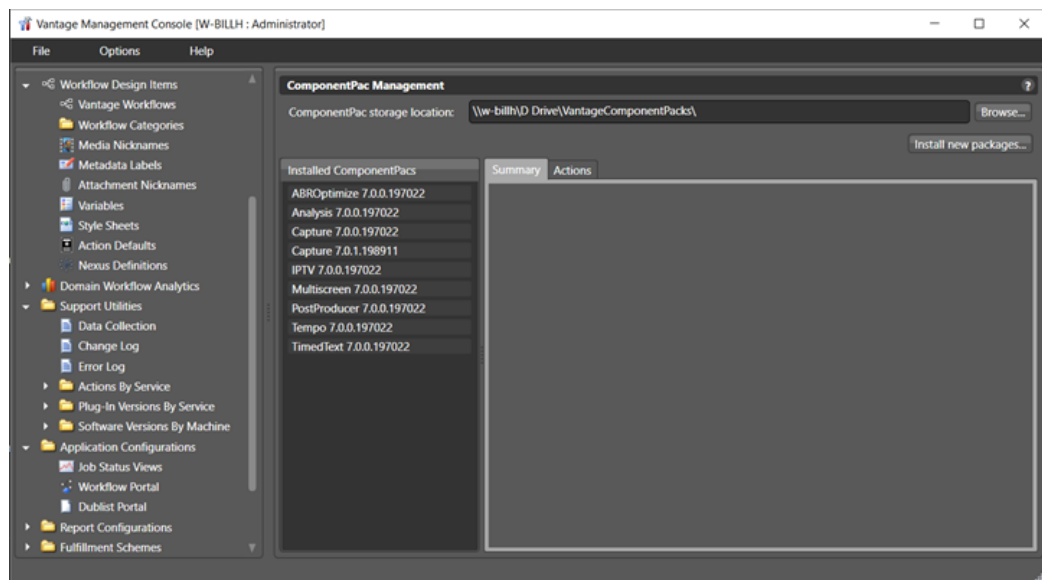 Vantage Management Console [W-BILLH : Administrator]
File Options Help
Workflow Design Items
Vantage Workflows
Workflow Categories
Media Nicknames
Metadata Labels
Attachment Nicknames
Variables
Style Sheets
Action Defaults
Nexus Definitions
Domain Workflow Analytics
Support Utilities
Data Collection
Change Log
Error Log
Actions By Service
Plug-In Versions By Service
Software Versions By Machine
Application Configurations
Job Status Views
Workflow Portal
Dublist Portal
Report Configurations
Fulfillment Schemes
ComponentPac Management ?
ComponentPac storage location: \\w-billh\D Drive\VantageComponentPacks\ Browse...
Install new packages...
Installed ComponentPacs
ABROptimize 7.0.0.197022
Analysis 7.0.0.197022
Capture 7.0.0.197022
Capture 7.0.1.198911
IPTV 7.0.0.197022
Multiscreen 7.0.0.197022
PostProducer 7.0.0.197022
Tempo 7.0.0.197022
TimedText 7.0.0.197022
Summary Actions